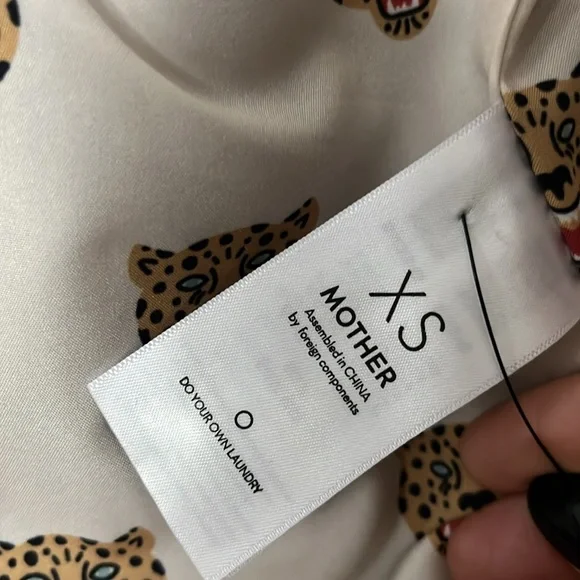 XS
MOTHER
Assembled in CHINA
by foreign components
O
DO YOUR OWN LAUNDRY